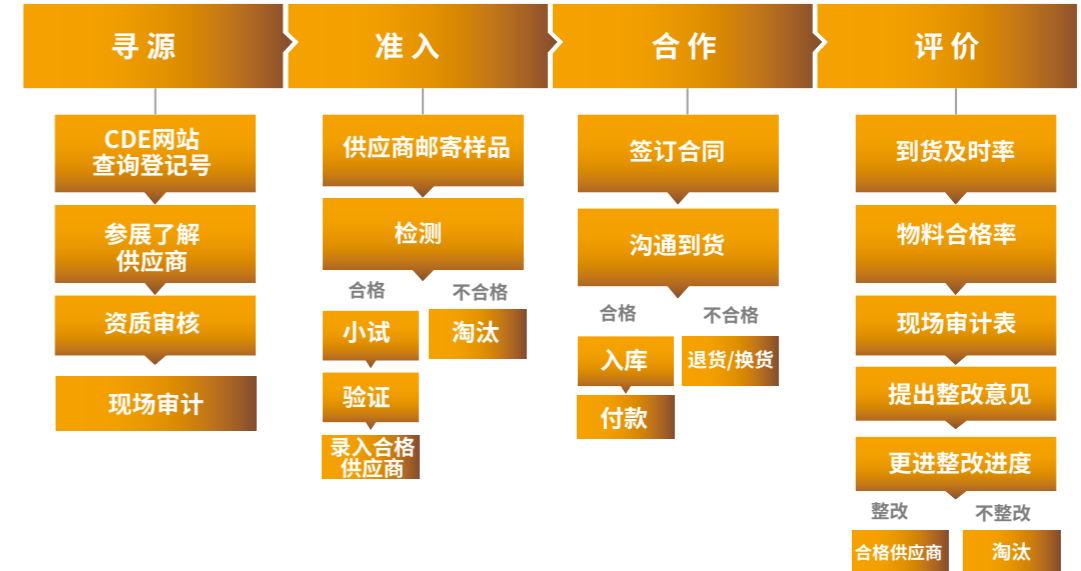 寻源
准入
合作
评价
CDE网站
查询登记号
参展了解
供应商
资质审核
现场审计
供应商邮寄样品
检测
合格
不合格
小试
淘汰
验证
录入合格
供应商
签订合同
沟通到货
合格
不合格
入库
退货/换货
付款
到货及时率
物料合格率
现场审计表
提出整改意见
更进整改进度
整改
不整改
合格供应商
淘汰